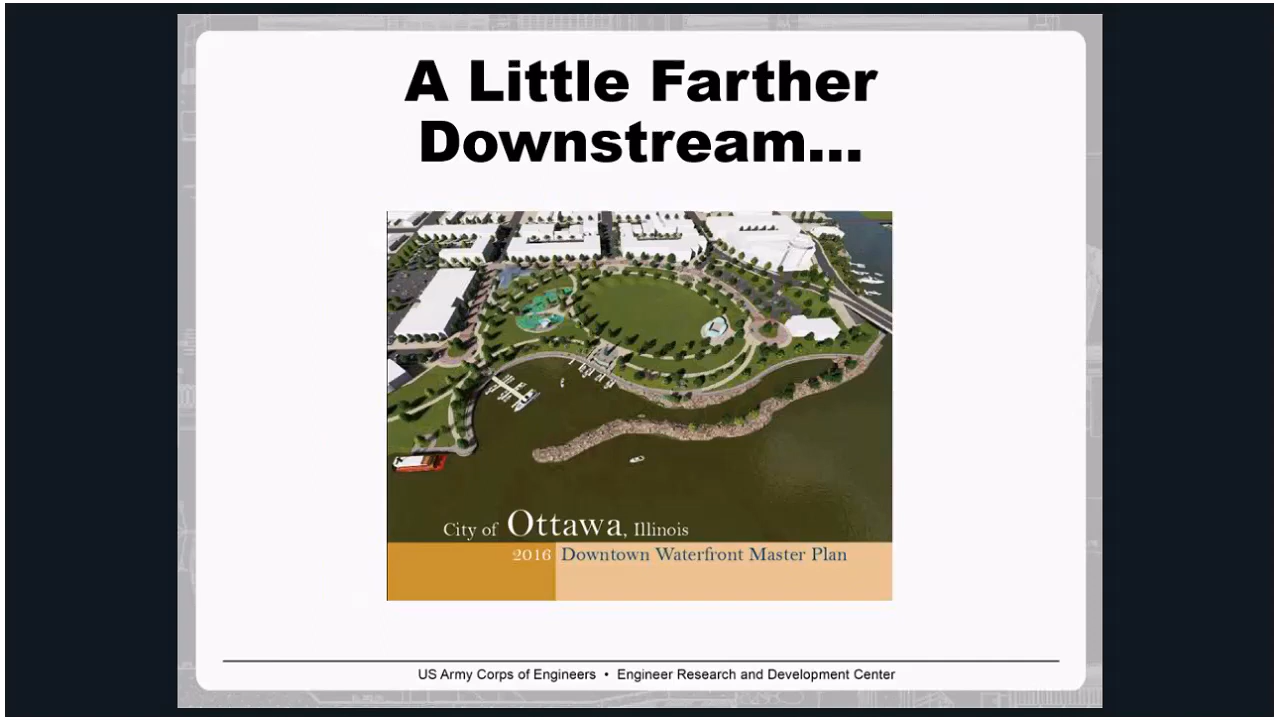 A Little Farther
Downstream...
City of Ottawa, Illinois
2016 Downtown Waterfront Master Plan
US Army Corps of Engineers • Engineer Research and Development Center